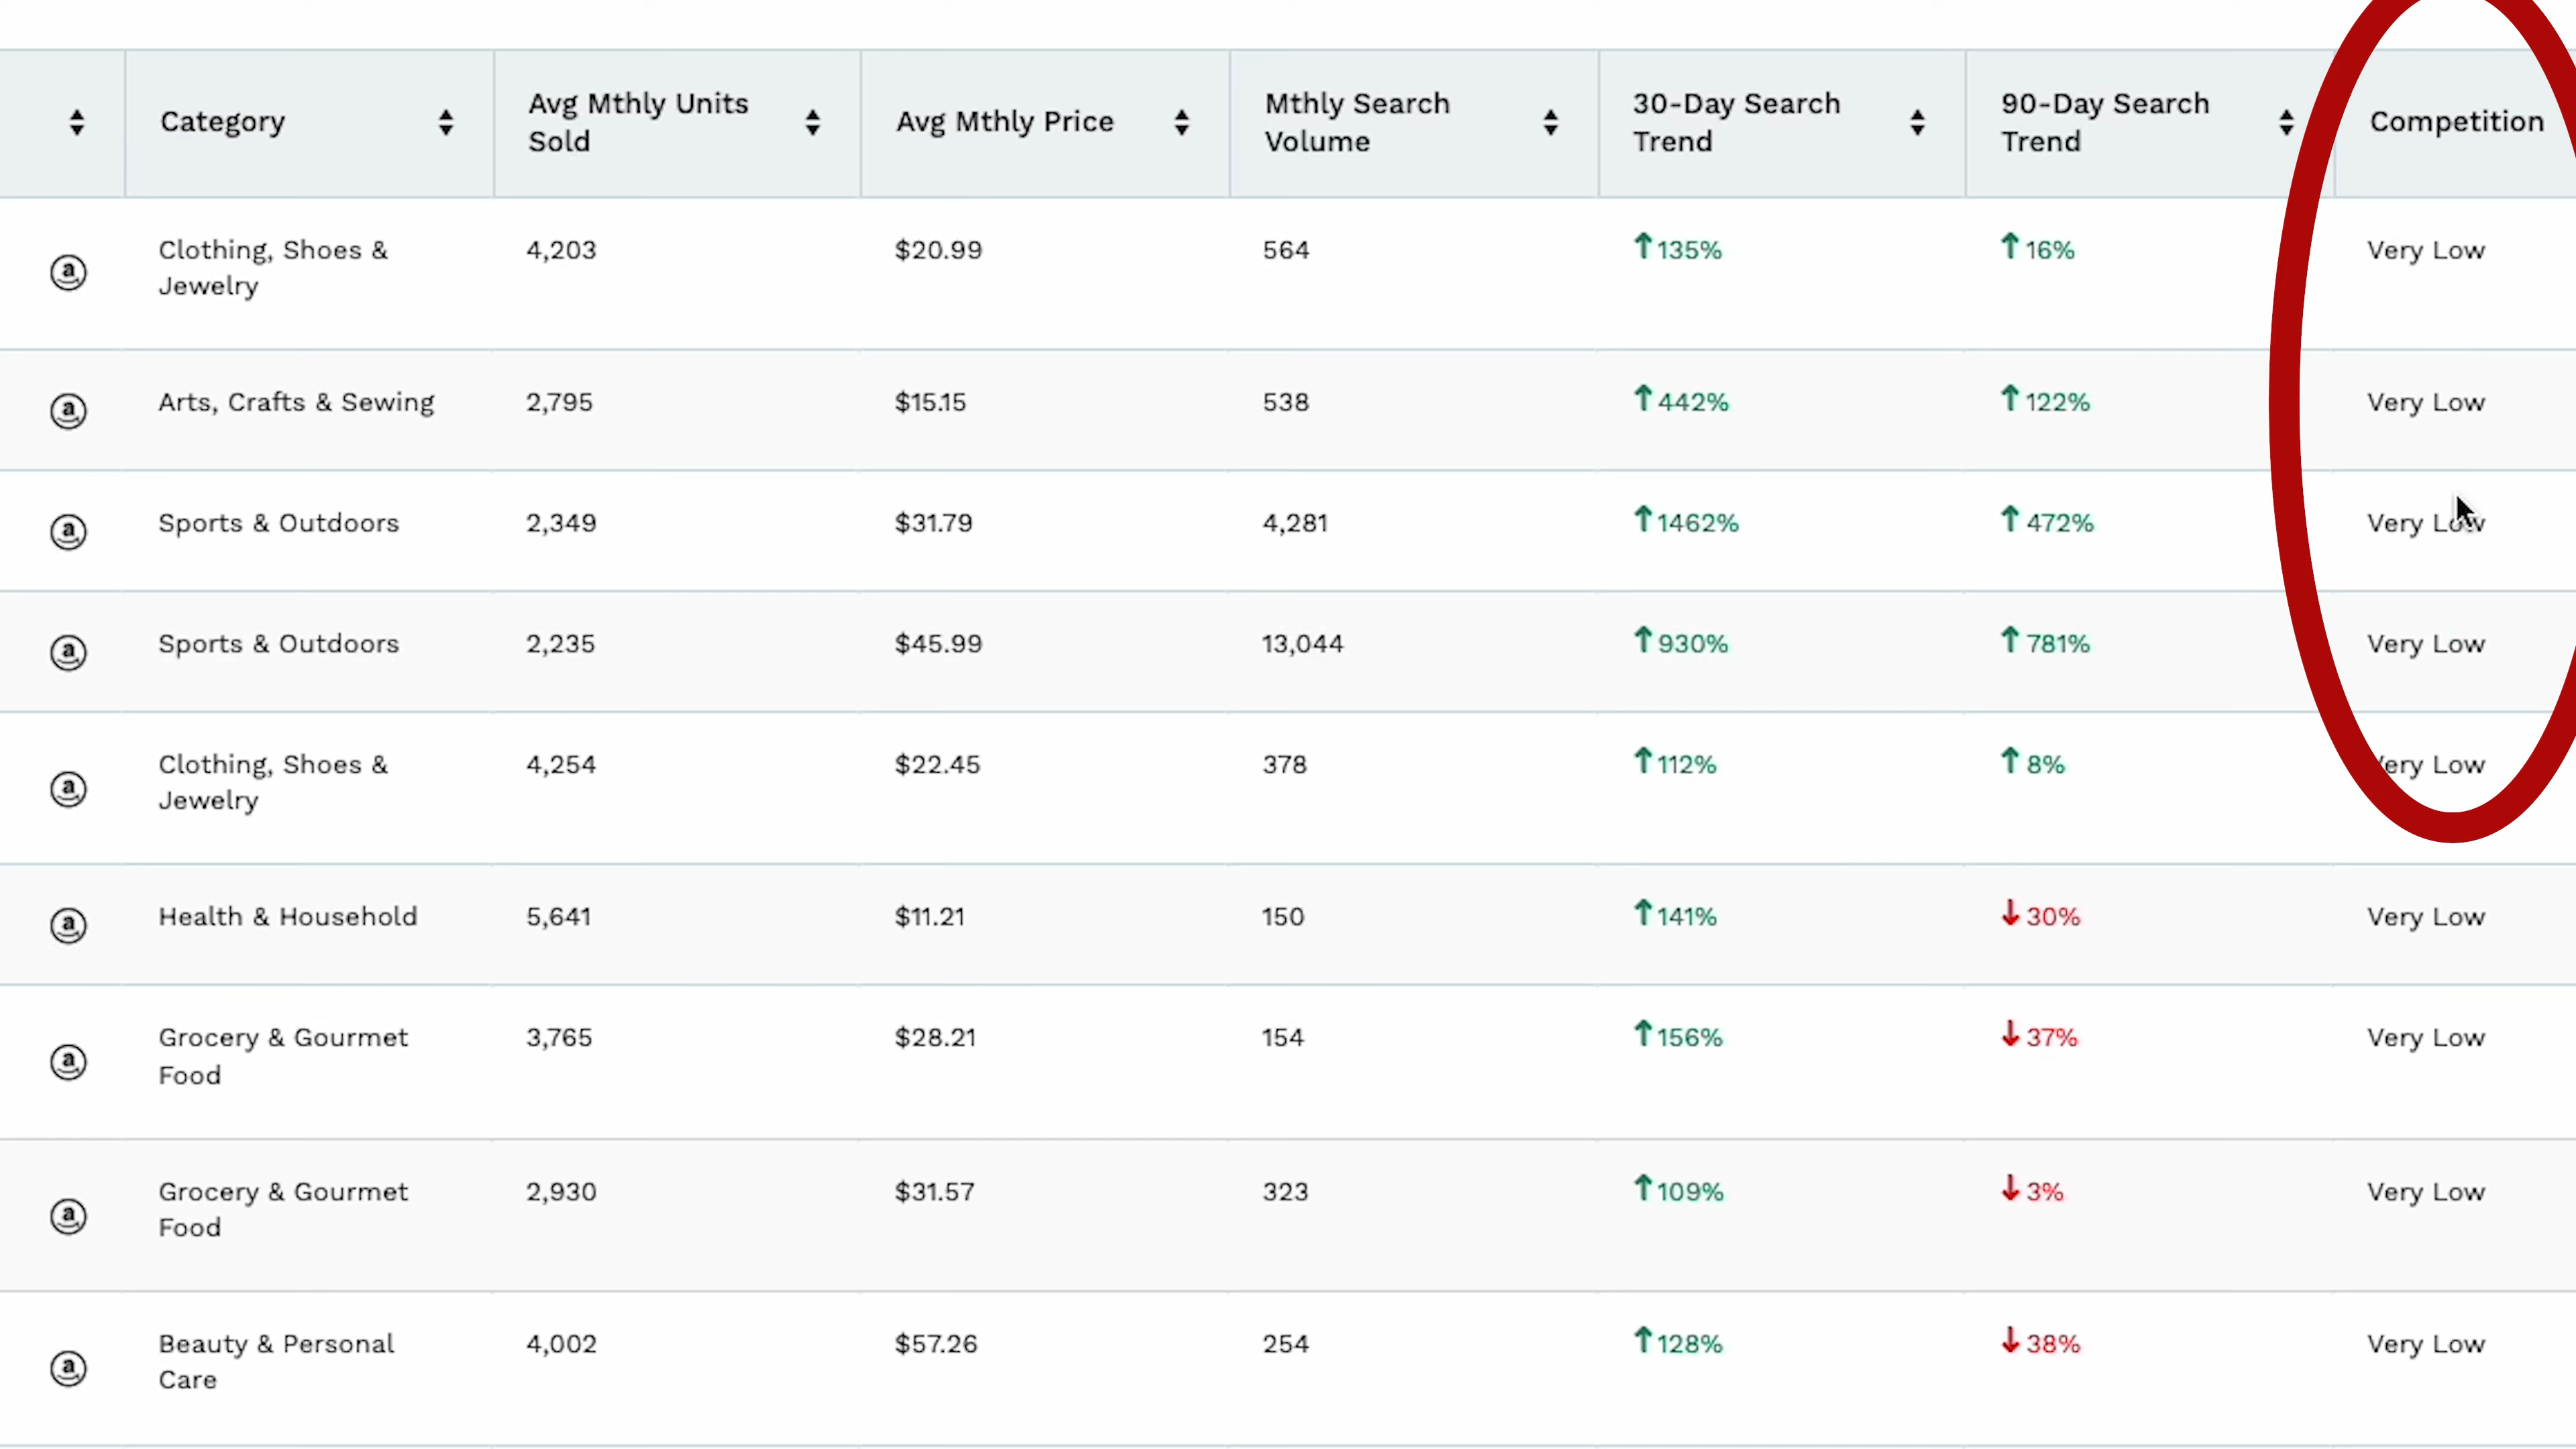 Category
Avg Mthly Units
Sold
Avg Mthly Price
Mthly Search
Volume
30-Day Search
Trend
90-Day Search
Trend
Competition
a
Clothing, Shoes &
Jewelry
4,203
$20.99
564
↑135%
↑16%
Very Low
a
Arts, Crafts & Sewing
2,795
$15.15
538
↑442%
↑122%
Very Low
a
Sports & Outdoors
2,349
$31.79
4,281
↑1462%
↑472%
Very Low
a
Sports & Outdoors
2,235
$45.99
13,044
↑930%
↑781%
Very Low
a
Clothing, Shoes &
Jewelry
4,254
$22.45
378
↑112%
↑8%
Very Low
a
Health & Household
5,641
$11.21
150
↑141%
↓30%
Very Low
a
Grocery & Gourmet
Food
3,765
$28.21
154
↑156%
↓37%
Very Low
a
Grocery & Gourmet
Food
2,930
$31.57
323
↑109%
↓3%
Very Low
a
Beauty & Personal
Care
4,002
$57.26
254
↑128%
↓38%
Very Low